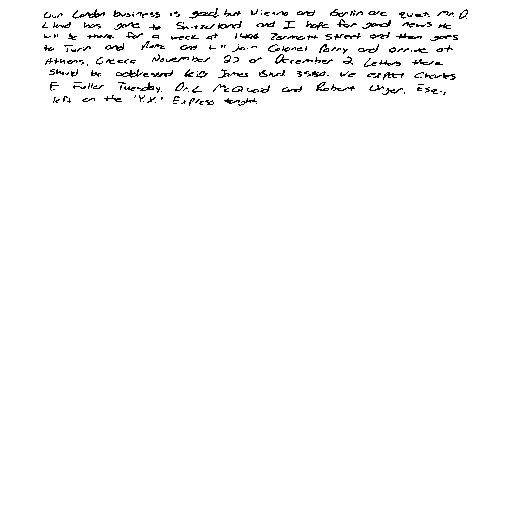 Our London business is good, but Vienna and Berlin are quiet. Mr. D.
Lloyd has gone to Switzerland and I hope for good news. He
will be there for a week at 1496 Zermott Street and then goes
to Turin and Rome and will join Colonel Parry and arrive at
Athens, Greece November 27 or December 2. Letters there
should be addressed King James Blvd 3580. We expect Charles
E. Fuller Tuesday. Dr. L. McQuaid and Robert Unger, Esq.,
left on the "Y.X." Express tonight.